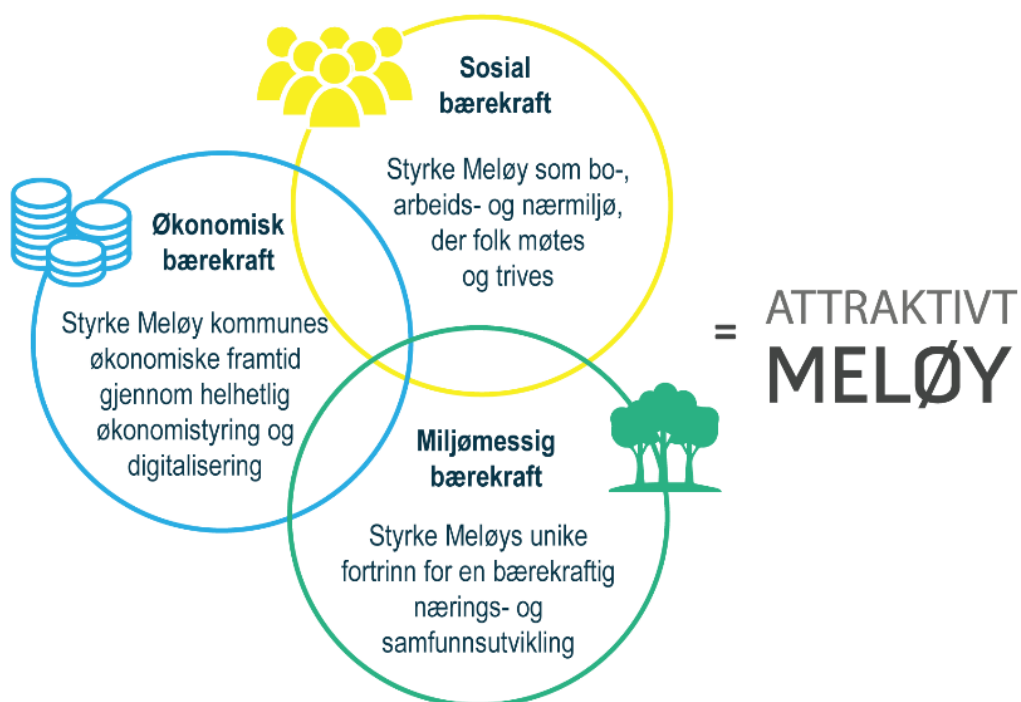 Sosial
bærekraft
Styrke Meløy som bo-,
arbeids- og nærmiljø,
der folk møtes
og trives
Økonomisk
bærekraft
Styrke Meløy kommunes
økonomiske framtid
gjennom helhetlig
økonomistyring og
digitalisering
Miljømessig
bærekraft
Styrke Meløys unike
fortrinn for en bærekraftig
nærings- og
samfunnsutvikling
= ATTRAKTIVT
MELØY